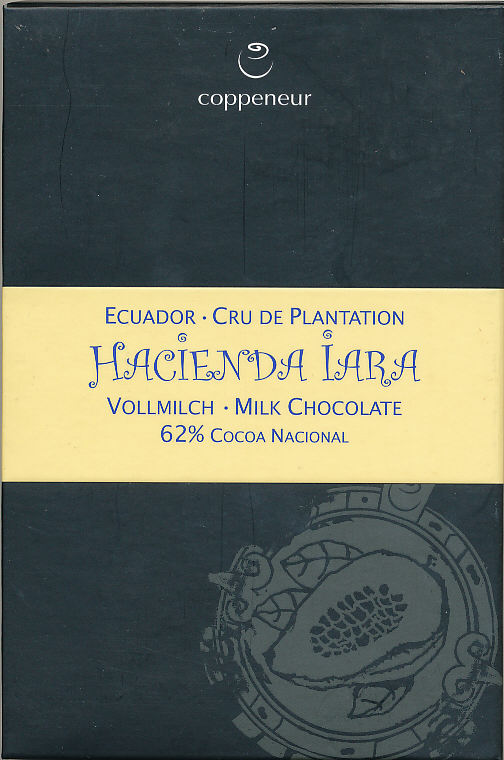 coppeneur
ECUADOR · CRU DE PLANTATION
HACIENDA IARA
VOLLMILCH · MILK CHOCOLATE
62% COCOA NACIONAL